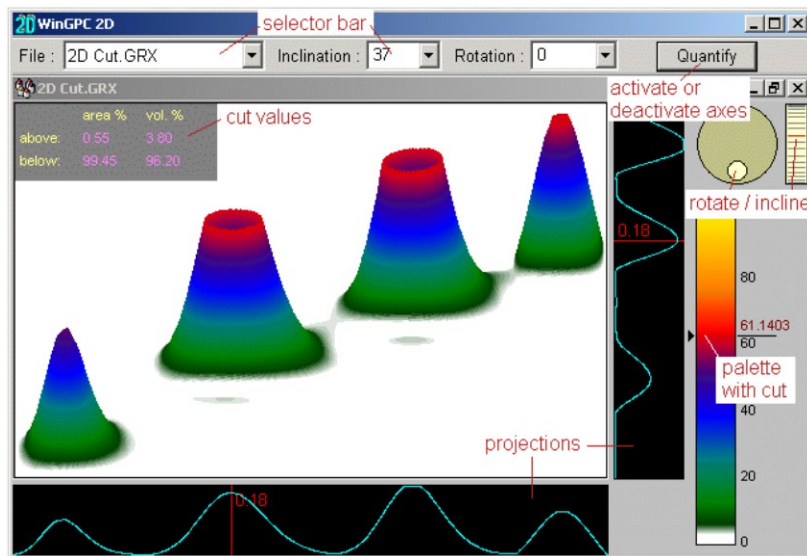 2D WinGPC 2D
selector bar
File : 2D Cut.GRX Inclination : 37 Rotation : 0 Quantify
2D Cut.GRX
activate or
deactivate axes
area % vol. %
above: 0.55 3.80
below: 99.45 96.20
cut values
rotate / incline
0.18
80
61.1403
60
palette
with cut
40
projections
20
0.18
0